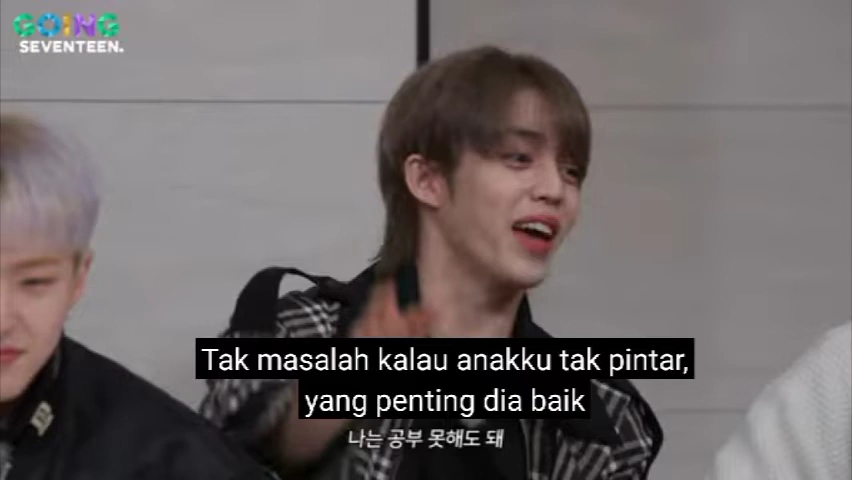 GOING
SEVENTEEN.
Tak masalah kalau anakku tak pintar,
yang penting dia baik
나는 공부 못해도 돼